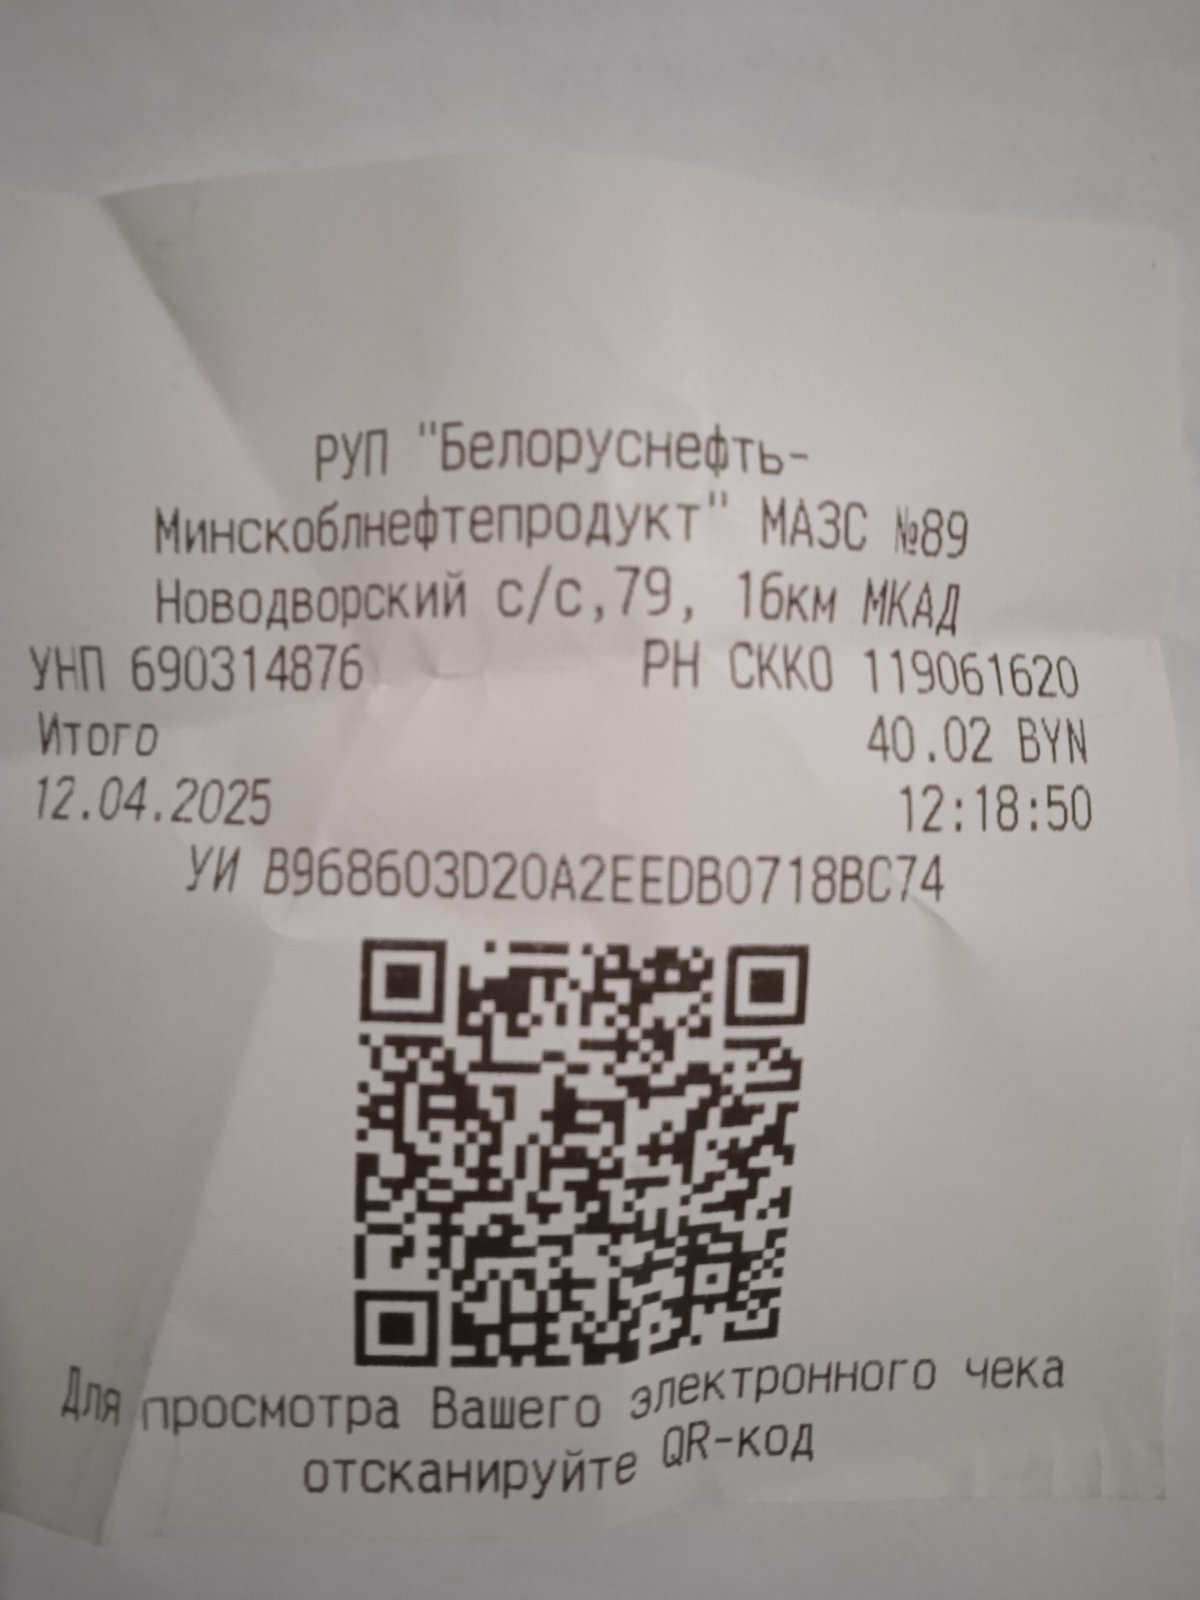 РУП "Белоруснефть-
Минскоблнефтепродукт" МАЗС №89
Новодворский с/с,79, 16км МКАД
УНП 690314876 РН СККО 119061620
Итого 40.02 BYN
12.04.2025 12:18:50
УИ B968603D20A2EEDB0718BC74
Для просмотра Вашего электронного чека
отсканируйте QR-код